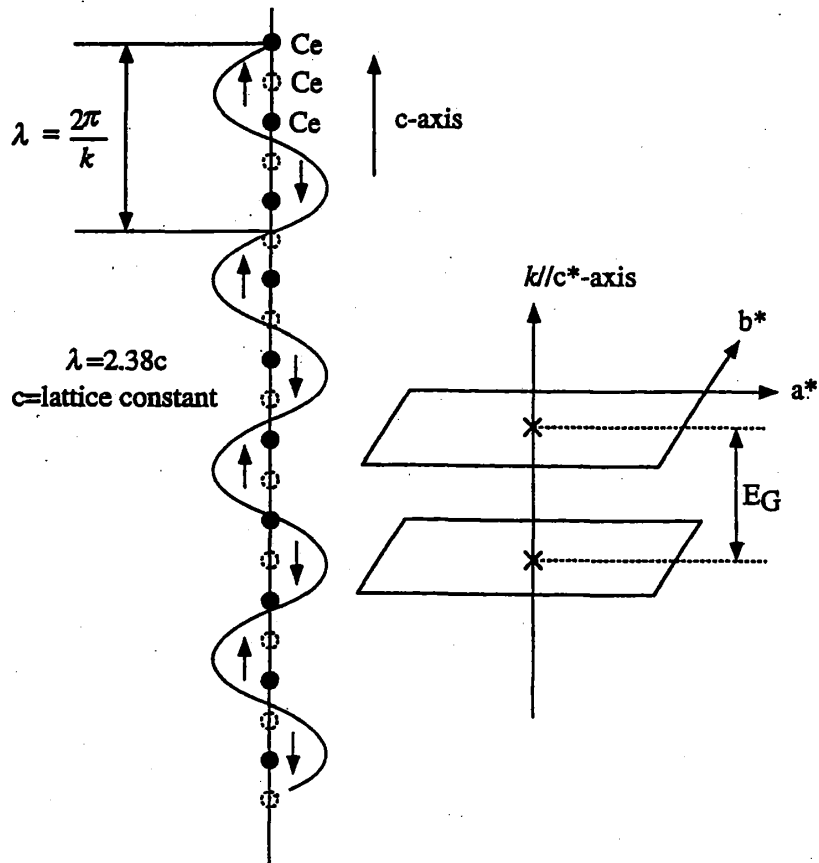 Ce
Ce
Ce
c-axis
λ = 2π/k
k//c*-axis
b*
a*
λ=2.38c
c=lattice constant
E_G